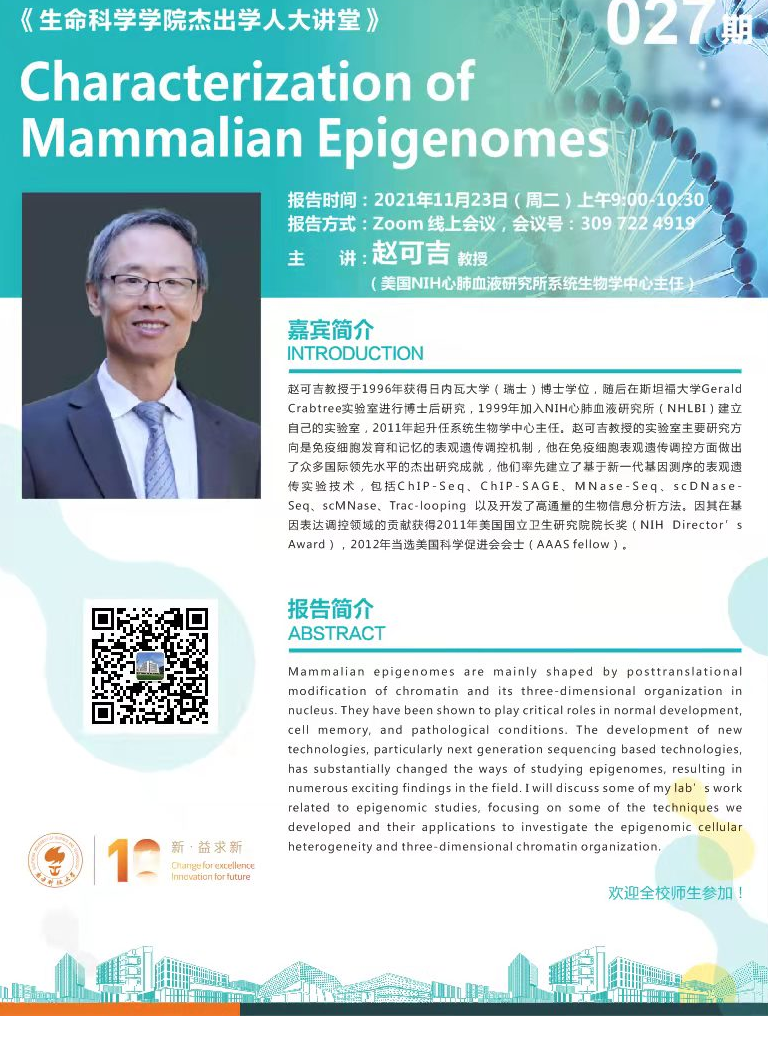 《生命科学学院杰出学人大讲堂》
027期
Characterization of
Mammalian Epigenomes
报告时间：2021年11月23日（周二）上午9:00-10:30
报告方式：Zoom 线上会议，会议号：309 722 4919
主 讲：赵可吉 教授
（美国NIH心肺血液研究所系统生物学中心主任）
嘉宾简介
INTRODUCTION
赵可吉教授于1996年获得日内瓦大学（瑞士）博士学位，随后在斯坦福大学Gerald
Crabtree实验室进行博士后研究，1999年加入NIH心肺血液研究所（NHLBI）建立
自己的实验室，2011年起升任系统生物学中心主任。赵可吉教授的实验室主要研究方
向是免疫细胞发育和记忆的表观遗传调控机制，他在免疫细胞表观遗传调控方面做出
了众多国际领先水平的杰出研究成就，他们率先建立了基于新一代基因测序的表观遗
传实验技术，包括ChIP-Seq、ChIP-SAGE、MNase-Seq、scDNase-
Seq、scMNase、Trac-looping 以及开发了高通量的生物信息分析方法。因其在基
因表达调控领域的贡献获得2011年美国国立卫生研究院院长奖（NIH Director's
Award），2012年当选美国科学促进会会士（AAAS fellow）。
报告简介
ABSTRACT
Mammalian epigenomes are mainly shaped by posttranslational
modification of chromatin and its three-dimensional organization in
nucleus. They have been shown to play critical roles in normal development,
cell memory, and pathological conditions. The development of new
technologies, particularly next generation sequencing based technologies,
has substantially changed the ways of studying epigenomes, resulting in
numerous exciting findings in the field. I will discuss some of my lab's work
related to epigenomic studies, focusing on some of the techniques we
developed and their applications to investigate the epigenomic cellular
heterogeneity and three-dimensional chromatin organization.
10
新·益求新
Change for excellence
Innovation for future
欢迎全校师生参加！